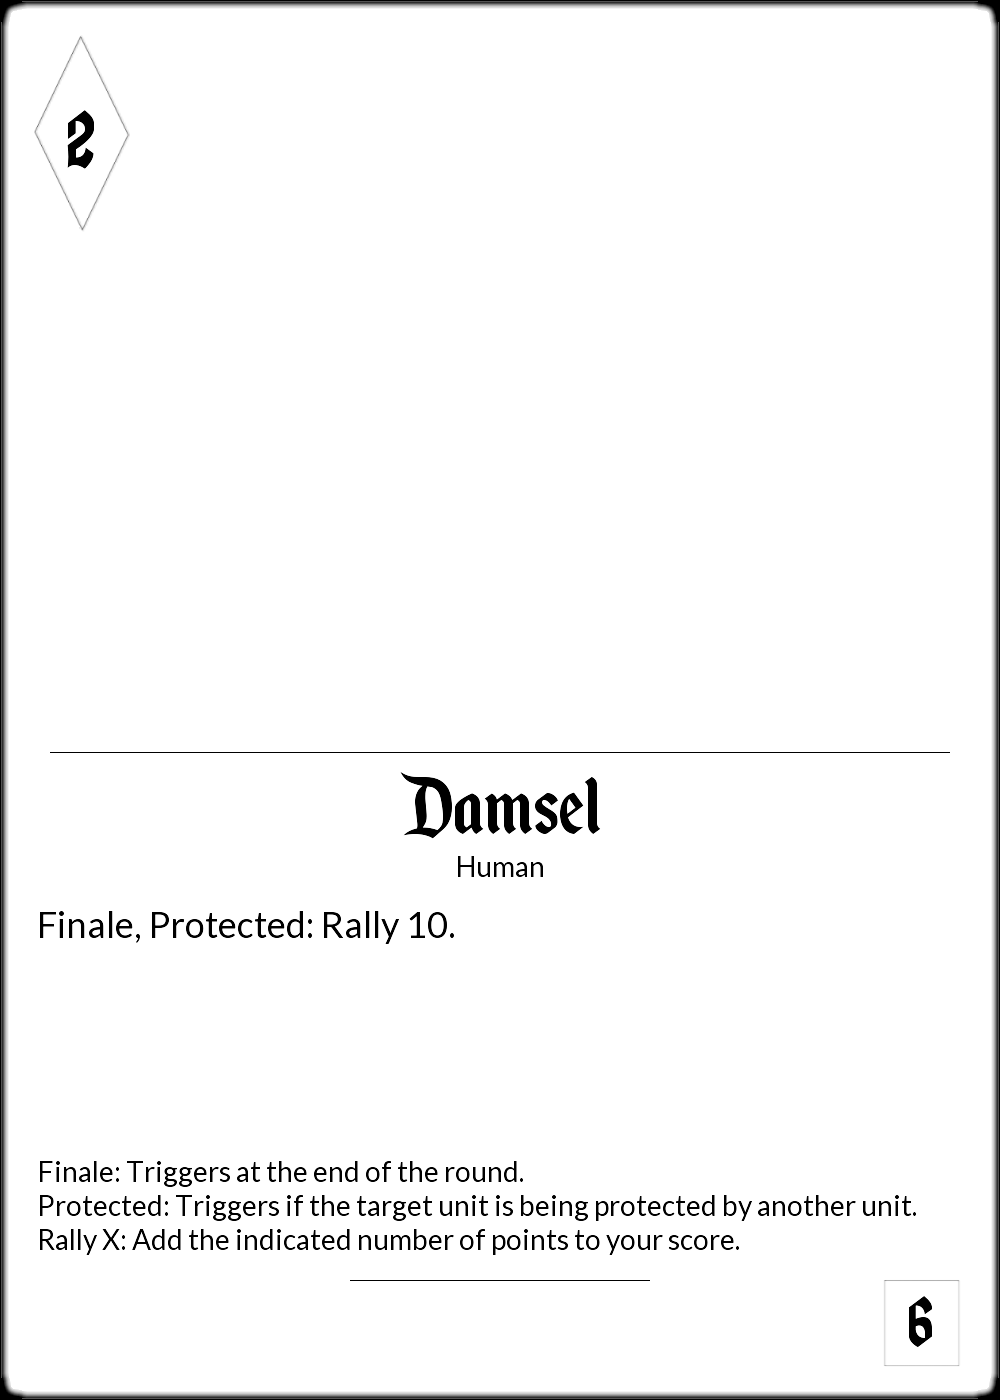 2
Damsel
Human
Finale, Protected: Rally 10.
Finale: Triggers at the end of the round.
Protected: Triggers if the target unit is being protected by another unit.
Rally X: Add the indicated number of points to your score.
6